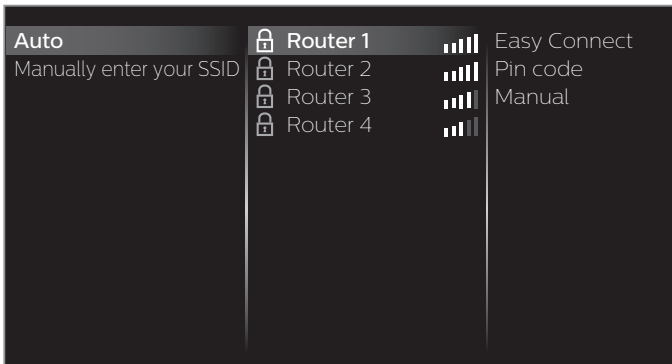 Auto
Manually enter your SSID
Router 1
Router 2
Router 3
Router 4
Easy Connect
Pin code
Manual